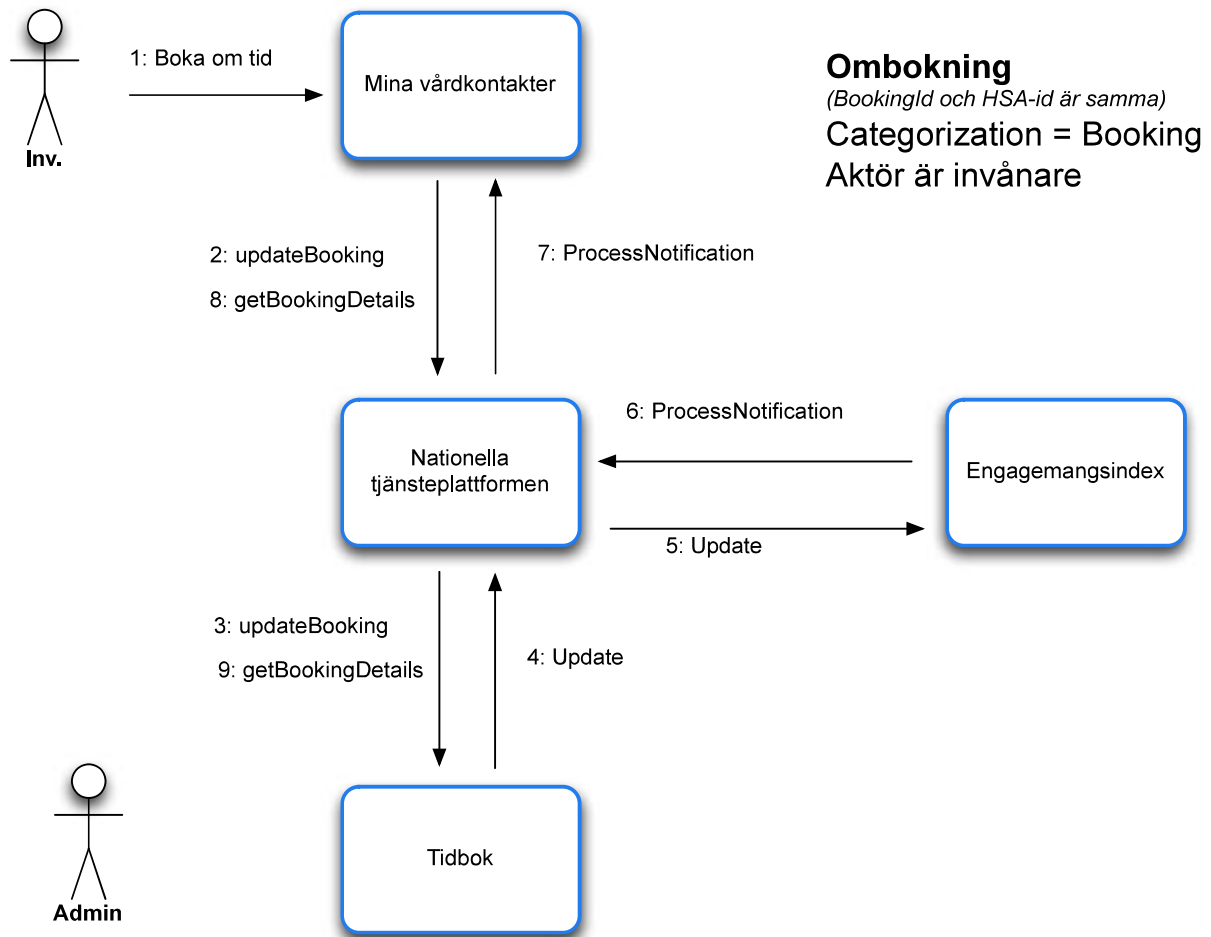 1: Boka om tid
Inv.
Mina vårdkontakter
Ombokning
(BookingId och HSA-id är samma)
Categorization = Booking
Aktör är invånare
2: updateBooking
8: getBookingDetails
7: ProcessNotification
Nationella
tjänsteplattformen
6: ProcessNotification
5: Update
Engagemangsindex
3: updateBooking
9: getBookingDetails
4: Update
Tidbok
Admin